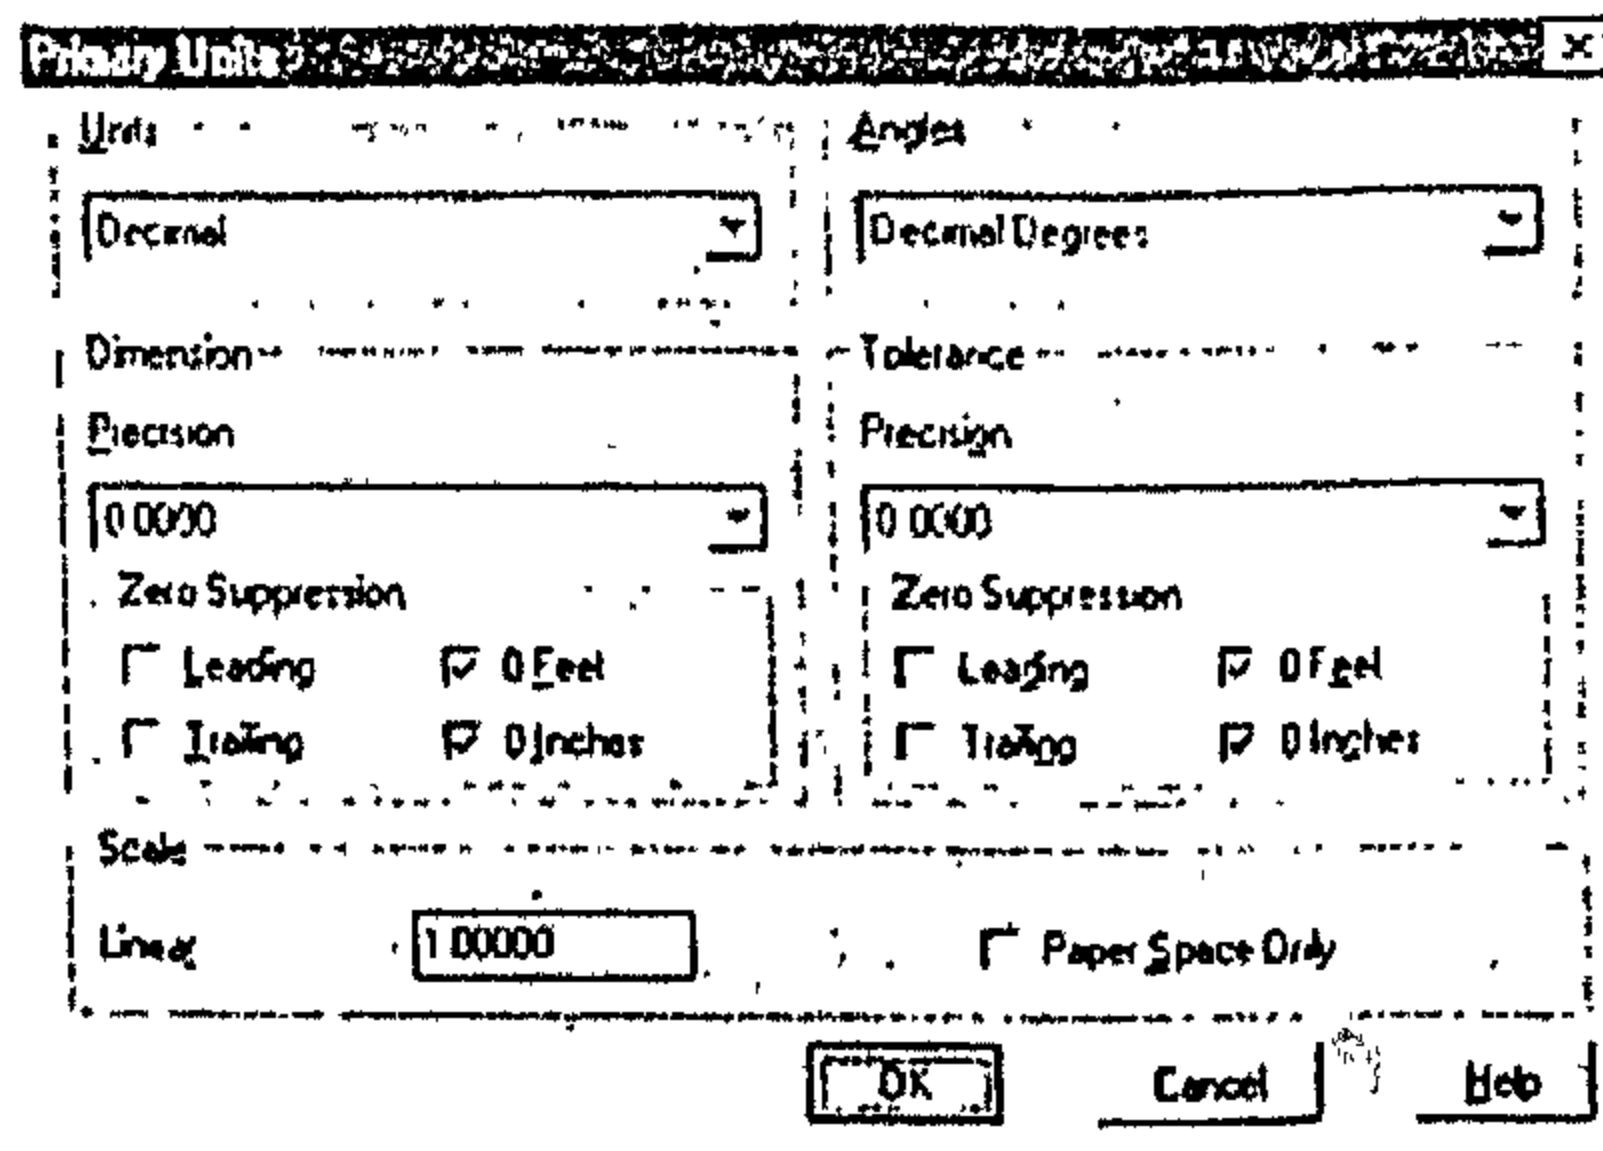 Primary Units
Units Angles
Decimal Decimal Degrees
Dimension Tolerance
Precision Precision
0.0000 0.0000
Zero Suppression Zero Suppression
Leading 0 Feet Leading 0 Feet
Trailing 0 Inches Trailing 0 Inches
Scale
Linear 1.00000 Paper Space Only
OK Cancel Help